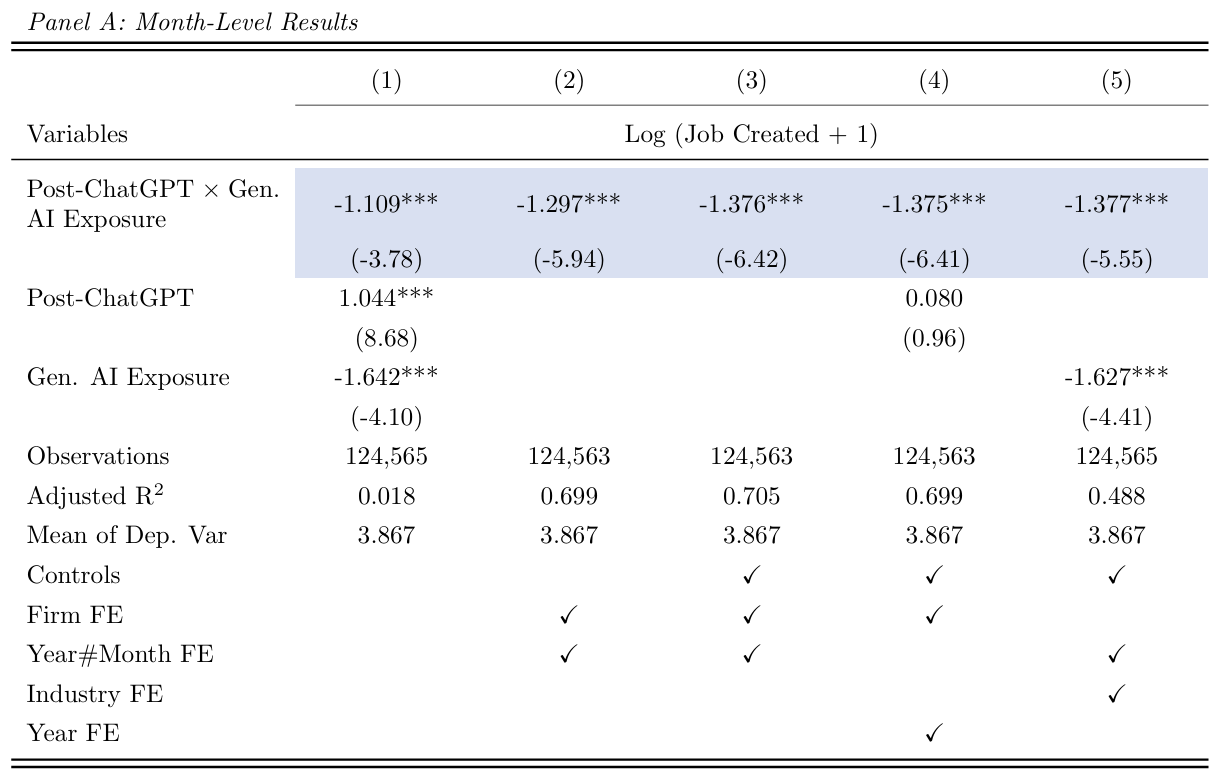 Panel A: Month-Level Results
(1) (2) (3) (4) (5)
Variables Log (Job Created + 1)
Post-ChatGPT × Gen.
AI Exposure -1.109*** -1.297*** -1.376*** -1.375*** -1.377***
(-3.78) (-5.94) (-6.42) (-6.41) (-5.55)
Post-ChatGPT 1.044*** 0.080
(8.68) (0.96)
Gen. AI Exposure -1.642*** -1.627***
(-4.10) (-4.41)
Observations 124,565 124,563 124,563 124,563 124,565
Adjusted R² 0.018 0.699 0.705 0.699 0.488
Mean of Dep. Var 3.867 3.867 3.867 3.867 3.867
Controls ✓ ✓ ✓
Firm FE ✓ ✓ ✓
Year#Month FE ✓ ✓ ✓
Industry FE ✓
Year FE ✓